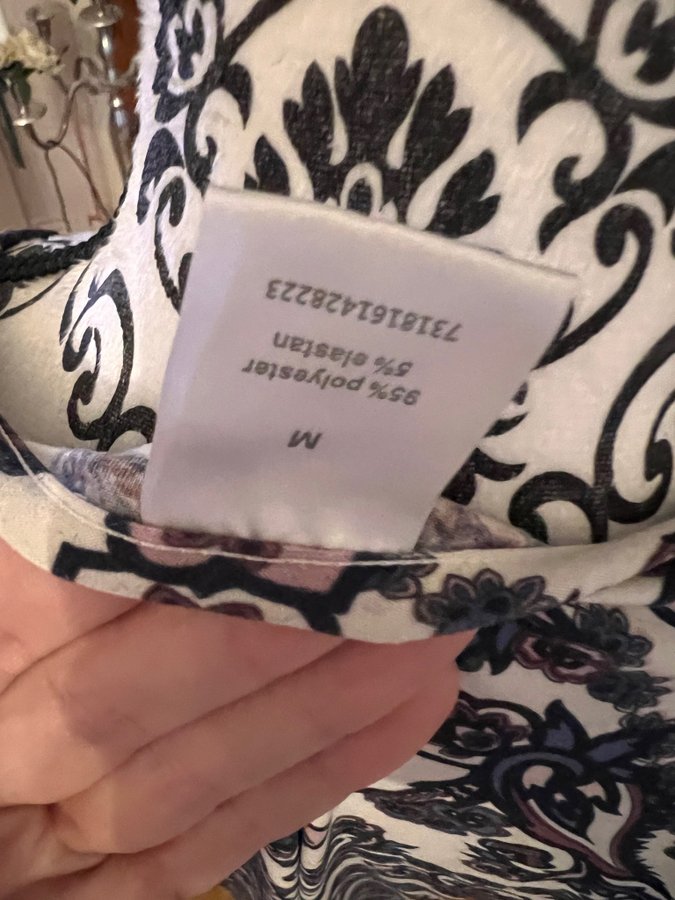 M
95% polyester
5% elastan
7318161428223